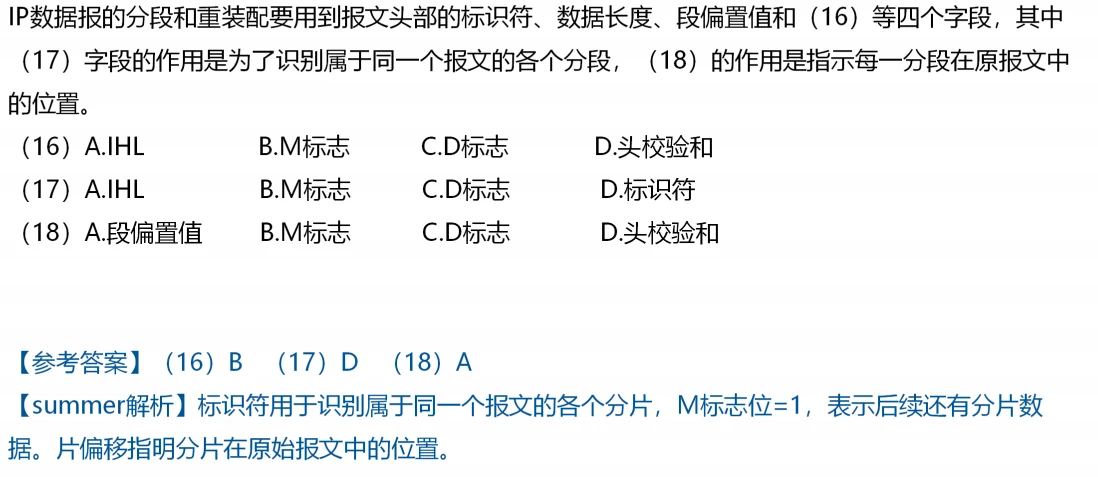 IP数据报的分段和重装配要用到报文头部的标识符、数据长度、段偏置值和（16）等四个字段，其中
（17）字段的作用是为了识别属于同一个报文的各个分段，（18）的作用是指示每一分段在原报文中
的位置。
（16）A.IHL B.M标志 C.D标志 D.头校验和
（17）A.IHL B.M标志 C.D标志 D.标识符
（18）A.段偏置值 B.M标志 C.D标志 D.头校验和
【参考答案】（16）B （17）D （18）A
【summer解析】标识符用于识别属于同一个报文的各个分片，M标志位=1，表示后续还有分片数
据。片偏移指明分片在原始报文中的位置。